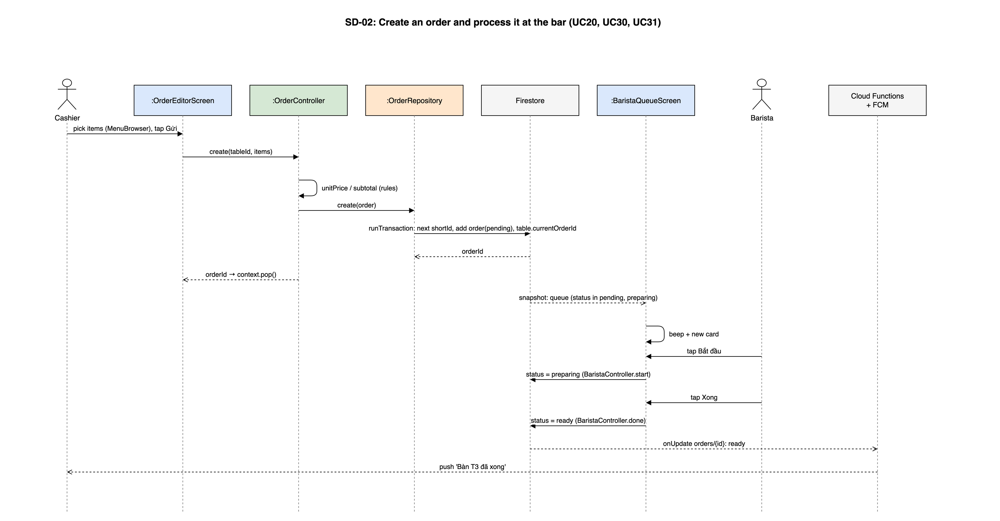 SD-02: Create an order and process it at the bar (UC20, UC30, UC31)
Cashier
:OrderEditorScreen
:OrderController
:OrderRepository
Firestore
:BaristaQueueScreen
Barista
Cloud Functions
+ FCM
pick items (MenuBrowser), tap Gửi
create(tableId, items)
unitPrice / subtotal (rules)
create(order)
runTransaction: next shortId, add order(pending), table.currentOrderId
orderId
orderId → context.pop()
snapshot: queue (status in pending, preparing)
beep + new card
tap Bắt đầu
status = preparing (BaristaController.start)
tap Xong
status = ready (BaristaController.done)
onUpdate orders/{id}: ready
push 'Bàn T3 đã xong'